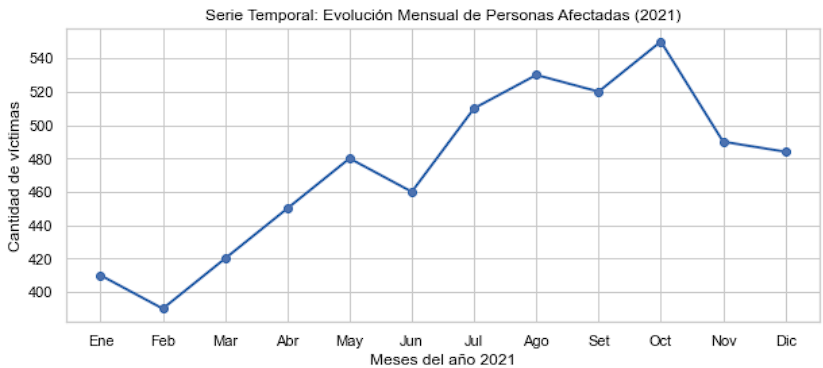 Serie Temporal: Evolución Mensual de Personas Afectadas (2021)
Cantidad de víctimas
540
520
500
480
460
440
420
400
Ene Feb Mar Abr May Jun Jul Ago Set Oct Nov Dic
Meses del año 2021